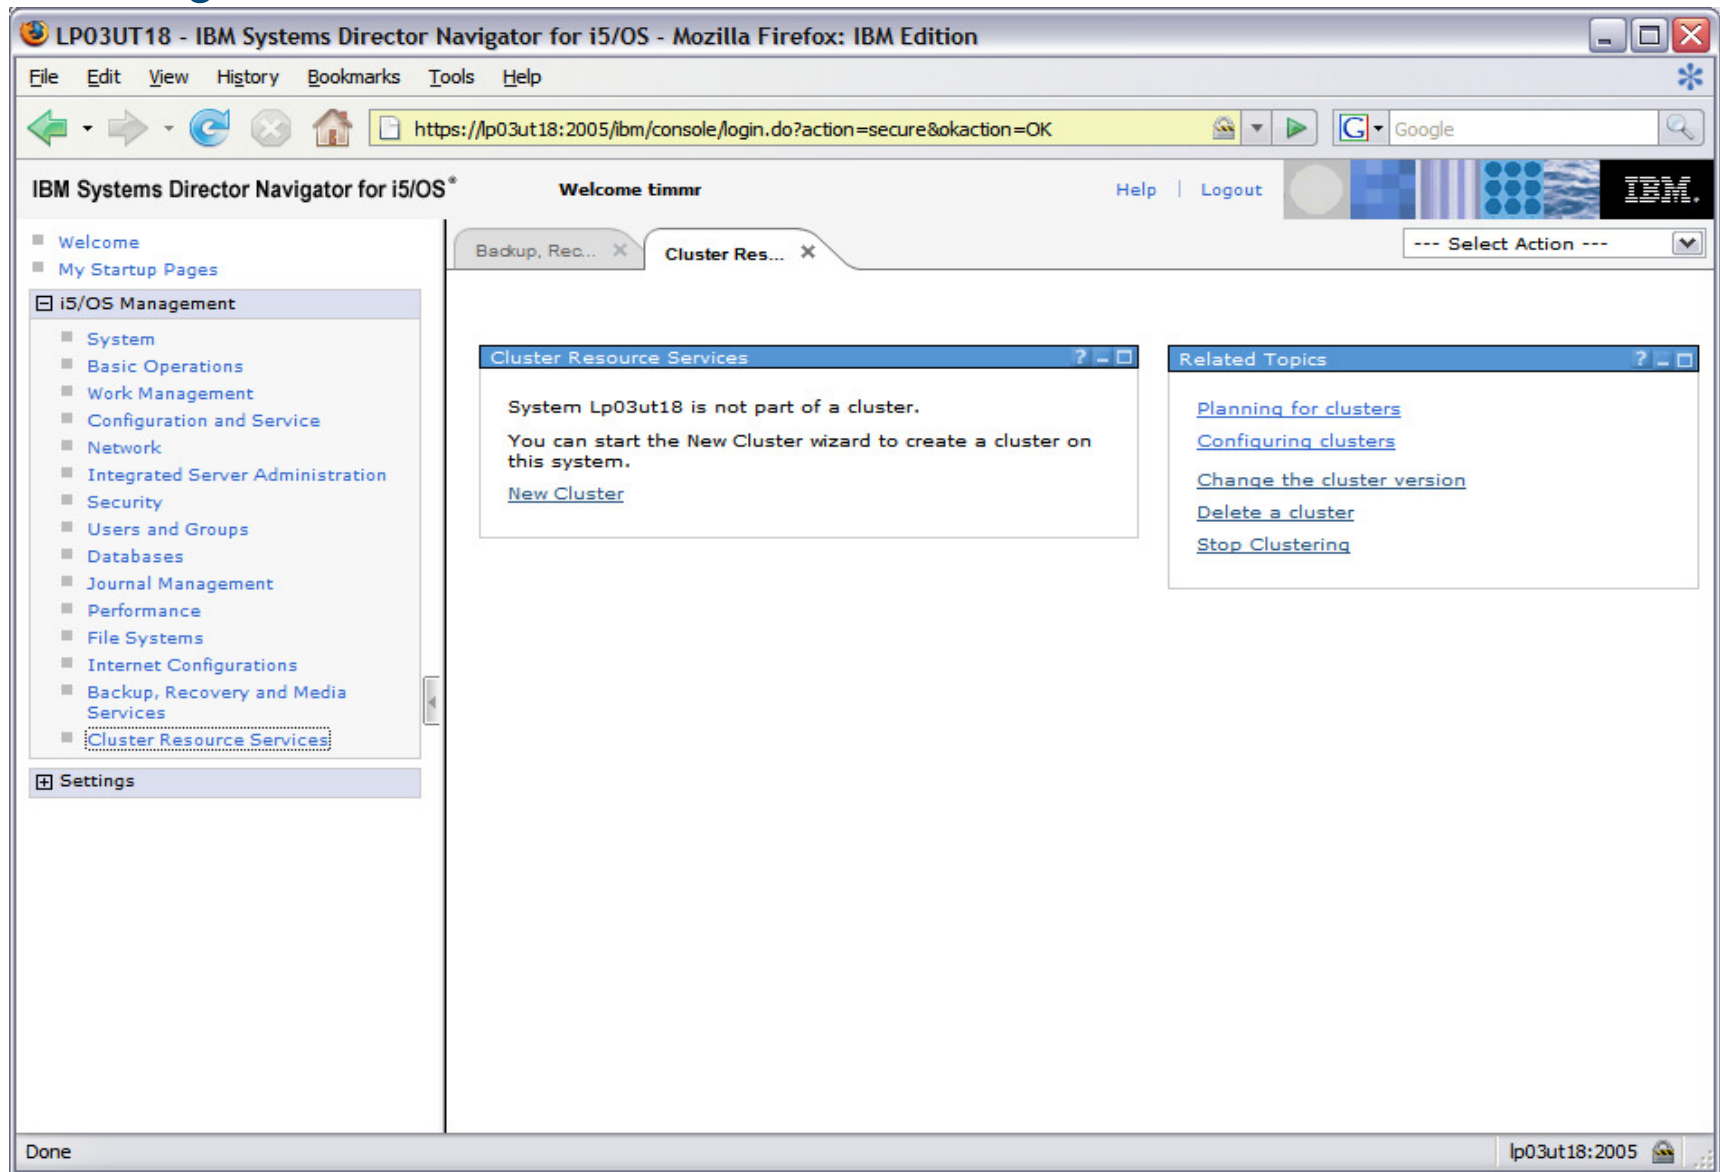 LP03UT18 - IBM Systems Director Navigator for i5/OS - Mozilla Firefox: IBM Edition
File Edit View History Bookmarks Tools Help
https://lp03ut18:2005/ibm/console/login.do?action=secure&okaction=OK
G Google
IBM Systems Director Navigator for i5/OS®
Welcome timmr
Help | Logout
IBM.
Welcome
My Startup Pages
i5/OS Management
System
Basic Operations
Work Management
Configuration and Service
Network
Integrated Server Administration
Security
Users and Groups
Databases
Journal Management
Performance
File Systems
Internet Configurations
Backup, Recovery and Media
Services
Cluster Resource Services
Settings
Backup, Rec...
Cluster Res...
--- Select Action ---
Cluster Resource Services ?
System Lp03ut18 is not part of a cluster.
You can start the New Cluster wizard to create a cluster on
this system.
New Cluster
Related Topics ?
Planning for clusters
Configuring clusters
Change the cluster version
Delete a cluster
Stop Clustering
Done
lp03ut18:2005